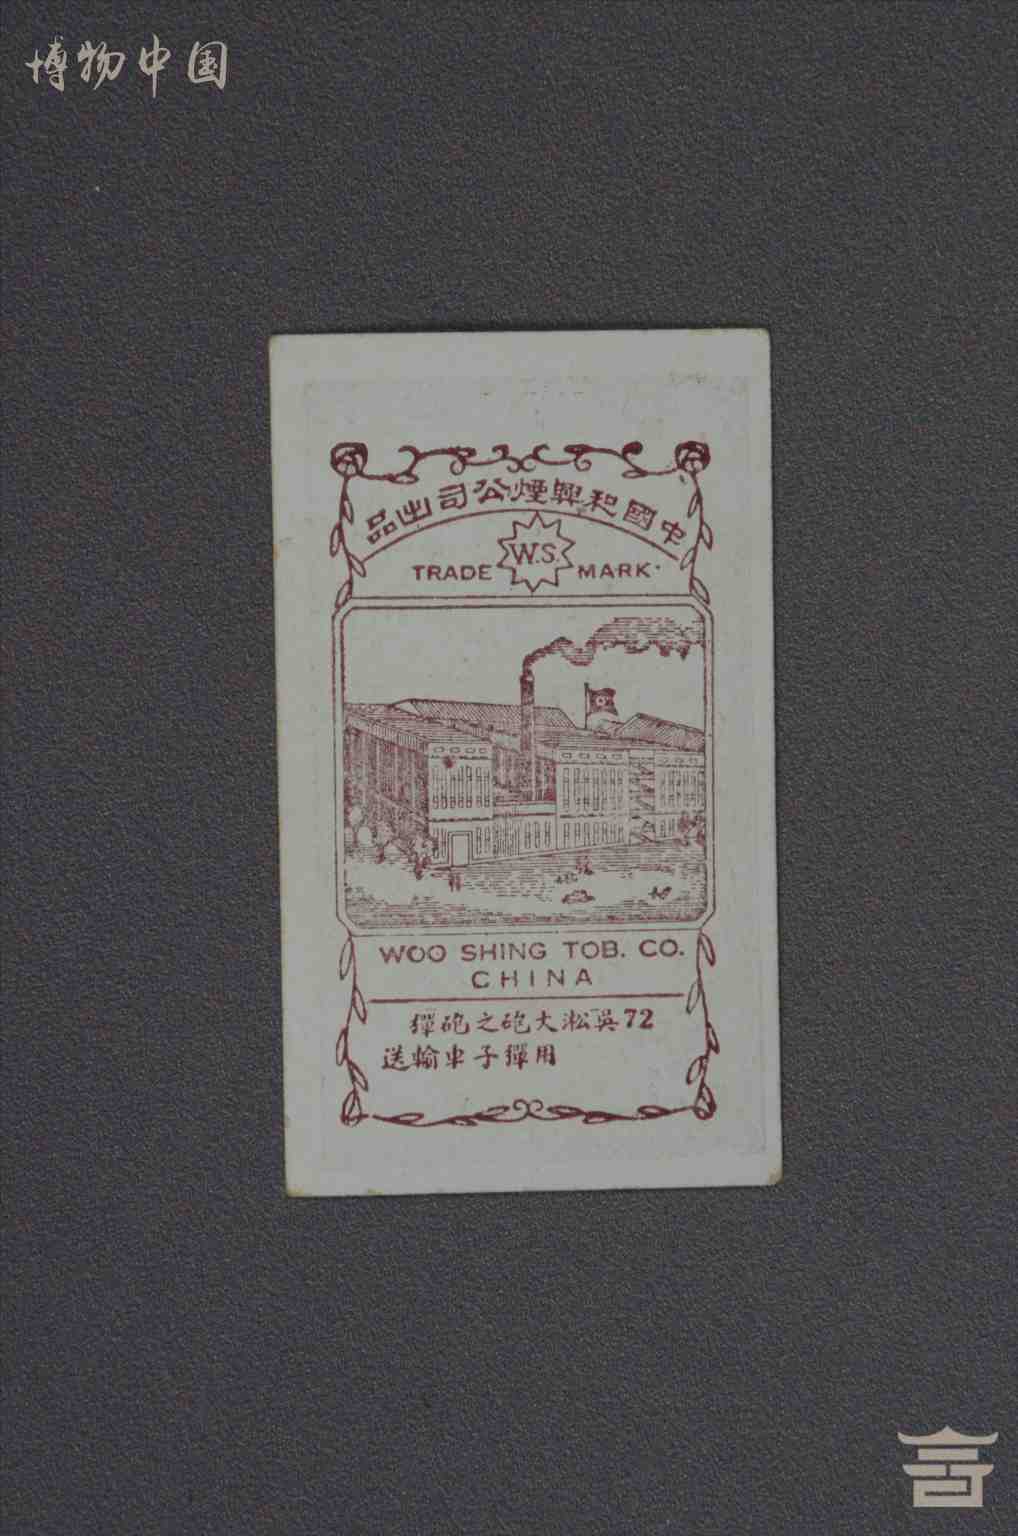 博物中国
中國和興煙公司出品
TRADE W.S. MARK
WOO SHING TOB. CO.
CHINA
72吳淞大砲之砲彈
用彈子車輸送